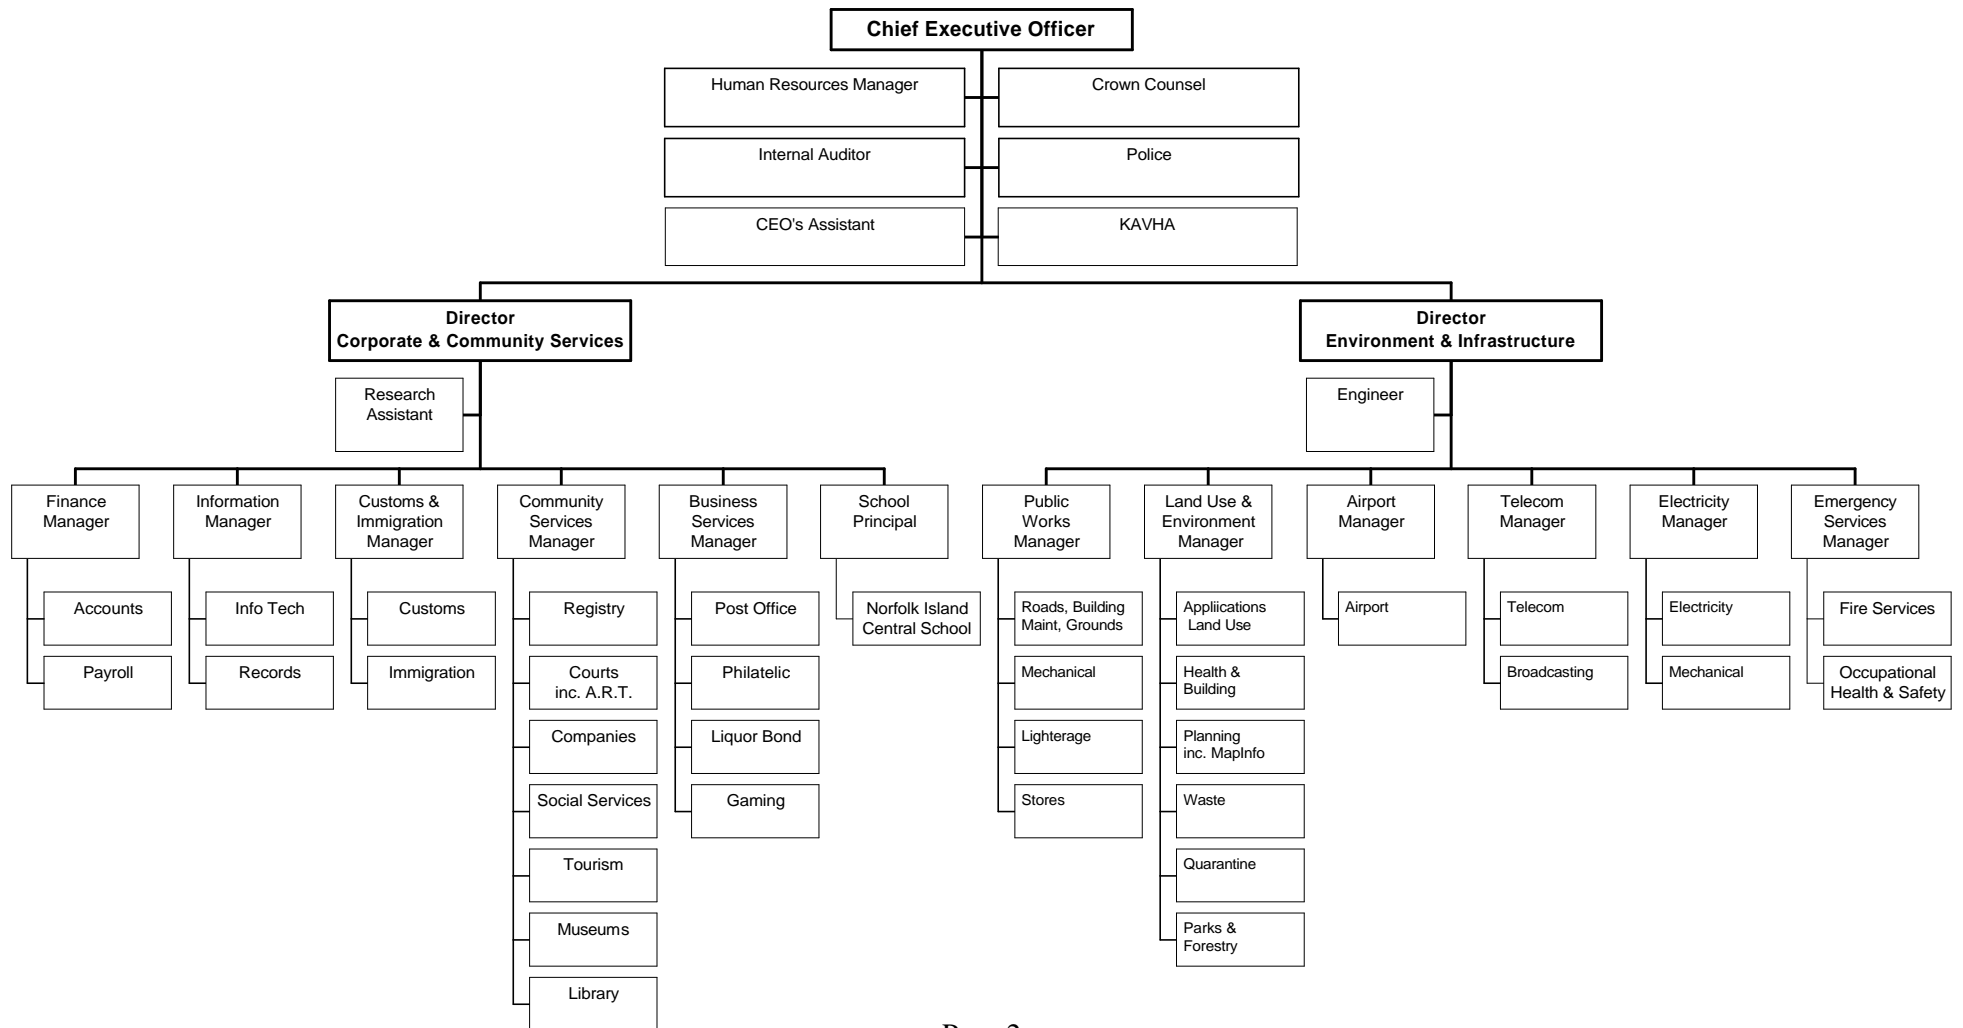 Chief Executive Officer
Human Resources Manager
Crown Counsel
Internal Auditor
Police
CEO's Assistant
KAVHA
Director
Corporate & Community Services
Director
Environment & Infrastructure
Research
Assistant
Engineer
Finance
Manager
Information
Manager
Customs &
Immigration
Manager
Community
Services
Manager
Business
Services
Manager
School
Principal
Public
Works
Manager
Land Use &
Environment
Manager
Airport
Manager
Telecom
Manager
Electricity
Manager
Emergency
Services
Manager
Accounts
Payroll
Info Tech
Records
Customs
Immigration
Registry
Courts
inc. A.R.T.
Companies
Social Services
Tourism
Museums
Library
Post Office
Philatelic
Liquor Bond
Gaming
Norfolk Island
Central School
Roads, Building
Maint, Grounds
Mechanical
Lighterage
Stores
Appliications
Land Use
Health &
Building
Planning
inc. MapInfo
Waste
Quarantine
Parks &
Forestry
Airport
Telecom
Broadcasting
Electricity
Mechanical
Fire Services
Occupational
Health & Safety